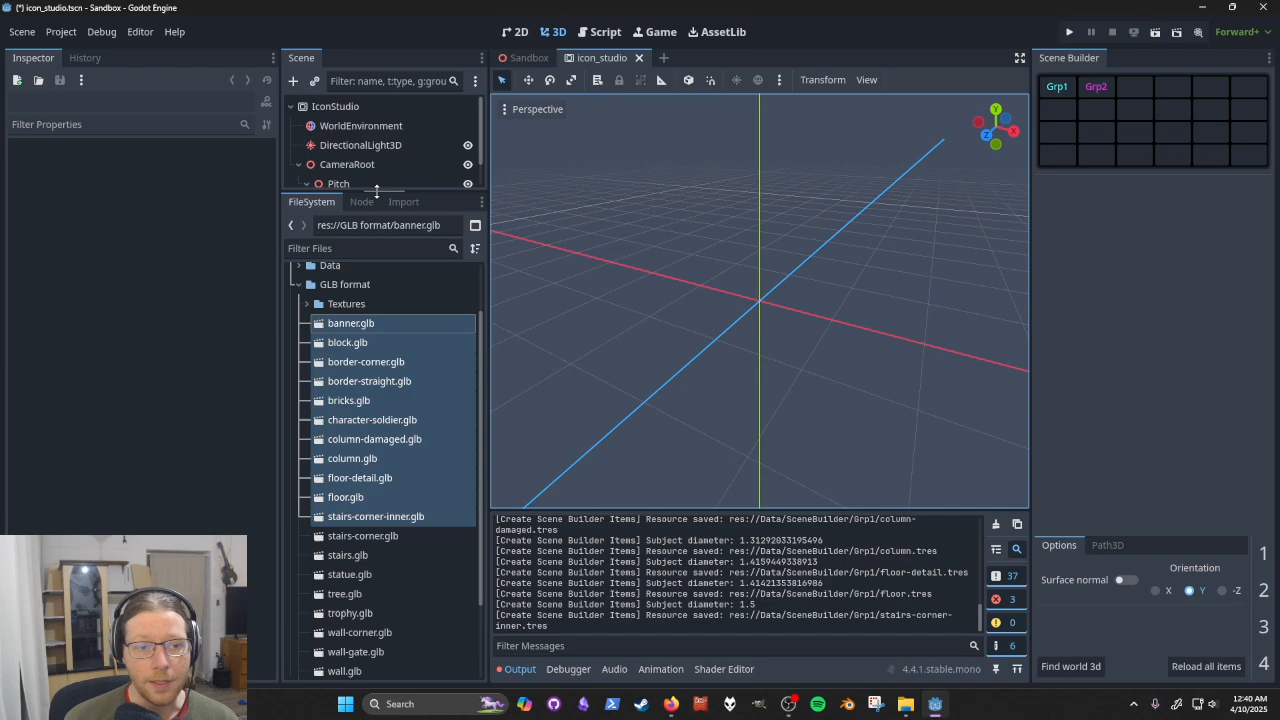 (*) icon_studio.tscn - Sandbox - Godot Engine
Scene Project Debug Editor Help
2D 3D Script Game AssetLib
Forward+
Inspector History
Filter Properties
Scene
Filter: name, t:type, g:grou
IconStudio
WorldEnvironment
DirectionalLight3D
CameraRoot
Pitch
FileSystem Node Import
res://GLB format/banner.glb
Filter Files
Data
GLB format
Textures
banner.glb
block.glb
border-corner.glb
border-straight.glb
bricks.glb
character-soldier.glb
column-damaged.glb
column.glb
floor-detail.glb
floor.glb
stairs-corner-inner.glb
stairs-corner.glb
stairs.glb
statue.glb
tree.glb
trophy.glb
wall-corner.glb
wall-gate.glb
wall.glb
Sandbox icon_studio
Transform View
Perspective
Y
X
Z
[Create Scene Builder Items] Resource saved: res://Data/SceneBuilder/Grp1/column-
damaged.tres
[Create Scene Builder Items] Subject diameter: 1.31292033195496
[Create Scene Builder Items] Resource saved: res://Data/SceneBuilder/Grp1/column.tres
[Create Scene Builder Items] Subject diameter: 1.4159449338913
[Create Scene Builder Items] Resource saved: res://Data/SceneBuilder/Grp1/floor-detail.tres
[Create Scene Builder Items] Subject diameter: 1.41421353816986
[Create Scene Builder Items] Resource saved: res://Data/SceneBuilder/Grp1/floor.tres
[Create Scene Builder Items] Subject diameter: 1.5
[Create Scene Builder Items] Resource saved: res://Data/SceneBuilder/Grp1/stairs-corner-
inner.tres
37
3
0
6
Filter Messages
Output Debugger Audio Animation Shader Editor
4.4.1.stable.mono
Scene Builder
Grp1 Grp2
Options Path3D
Orientation
Surface normal X Y -Z
Find world 3d Reload all items
1
2
3
4
Search
12:40 AM
4/10/2025